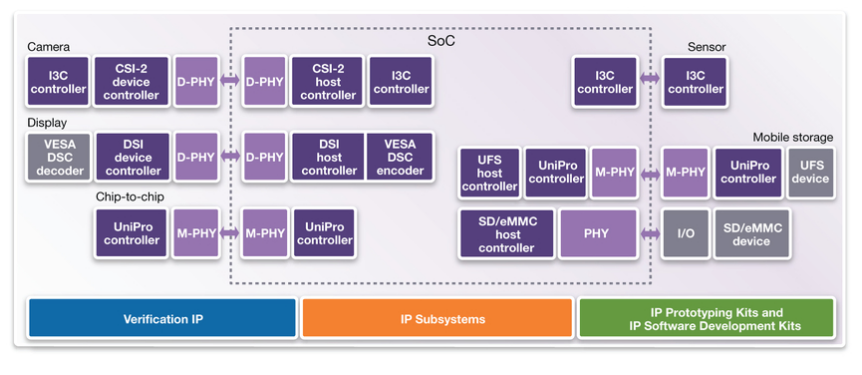 SoC
Camera
I3C
controller
CSI-2
device
controller
D-PHY
D-PHY
CSI-2
host
controller
I3C
controller
Sensor
I3C
controller
I3C
controller
Display
VESA
DSC
decoder
DSI
device
controller
D-PHY
D-PHY
DSI
host
controller
VESA
DSC
encoder
Mobile storage
UFS
host
controller
UniPro
controller
M-PHY
M-PHY
UniPro
controller
UFS
device
Chip-to-chip
UniPro
controller
M-PHY
M-PHY
UniPro
controller
SD/eMMC
host
controller
PHY
I/O
SD/eMMC
device
Verification IP
IP Subsystems
IP Prototyping Kits and
IP Software Development Kits